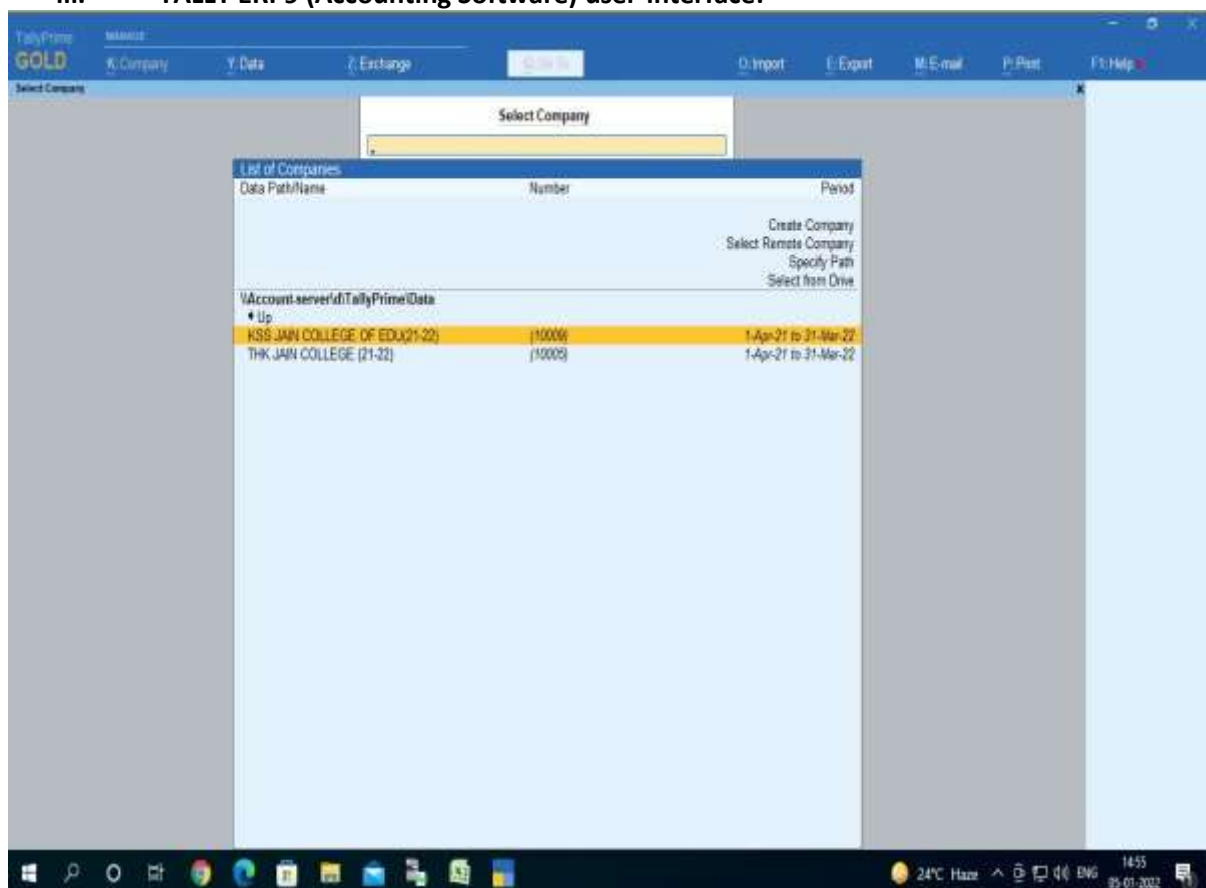 TALLY ERP9 (Accounting Software) user interface:
TallyPrime MANAGE
GOLD K: Company Y: Data Z: Exchange G: Go To O: Import E: Export M: E-mail P: Print F1: Help
Select Company
Select Company
List of Companies
Data Path/Name Number Period
Create Company
Select Remote Company
Specify Path
Select from Drive
\\Account-server\d\TallyPrime\Data
Up
KSS JAIN COLLEGE OF EDU(21-22) (10009) 1-Apr-21 to 31-Mar-22
THK JAIN COLLEGE (21-22) (10005) 1-Apr-21 to 31-Mar-22
24°C Haze ENG 14:55
05-01-2022